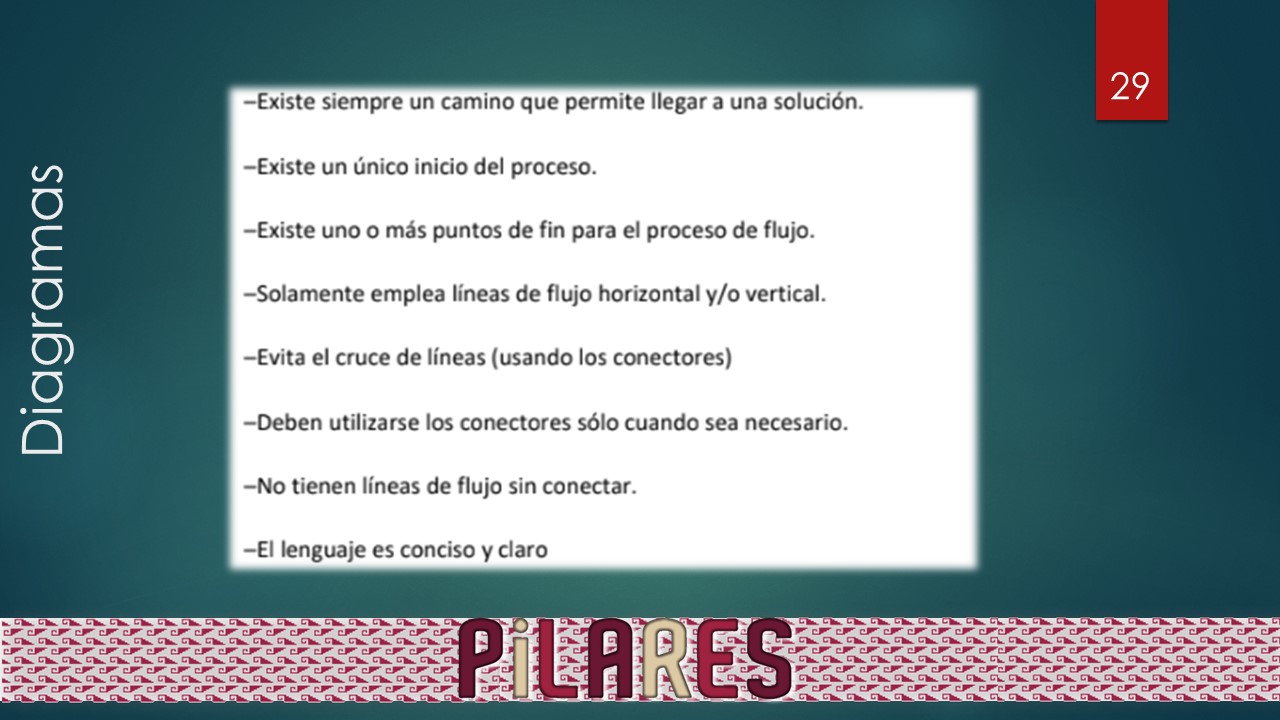 29
Diagramas
–Existe siempre un camino que permite llegar a una solución.
–Existe un único inicio del proceso.
–Existe uno o más puntos de fin para el proceso de flujo.
–Solamente emplea líneas de flujo horizontal y/o vertical.
–Evita el cruce de líneas (usando los conectores)
–Deben utilizarse los conectores sólo cuando sea necesario.
–No tienen líneas de flujo sin conectar.
–El lenguaje es conciso y claro
PiLARES